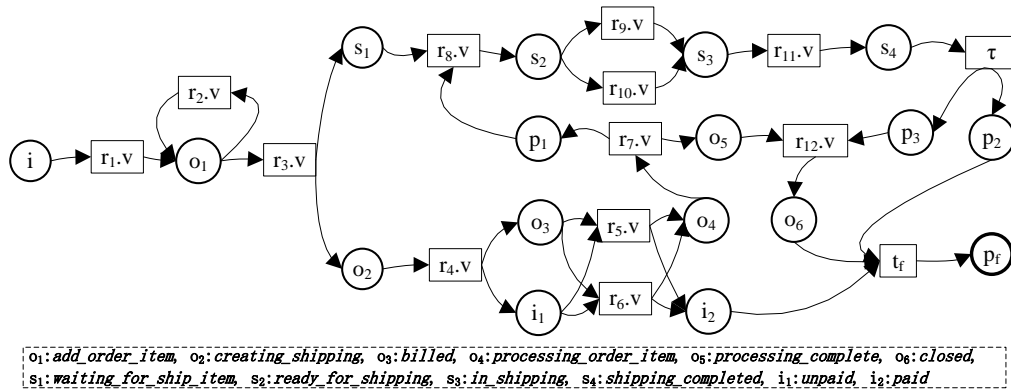 r₉.v
s₁
r₈.v
s₂
s₃
r₁₁.v
s₄
τ
r₂.v
r₁₀.v
i
r₁.v
o₁
r₃.v
p₁
r₇.v
o₅
r₁₂.v
p₃
p₂
o₂
r₄.v
o₃
r₅.v
o₄
o₆
i₁
r₆.v
i₂
t_f
p_f
o₁:add_order_item, o₂:creating_shipping, o₃:billed, o₄:processing_order_item, o₅:processing_complete, o₆:closed,
s₁:waiting_for_ship_item, s₂:ready_for_shipping, s₃:in_shipping, s₄:shipping_completed, i₁:unpaid, i₂:paid